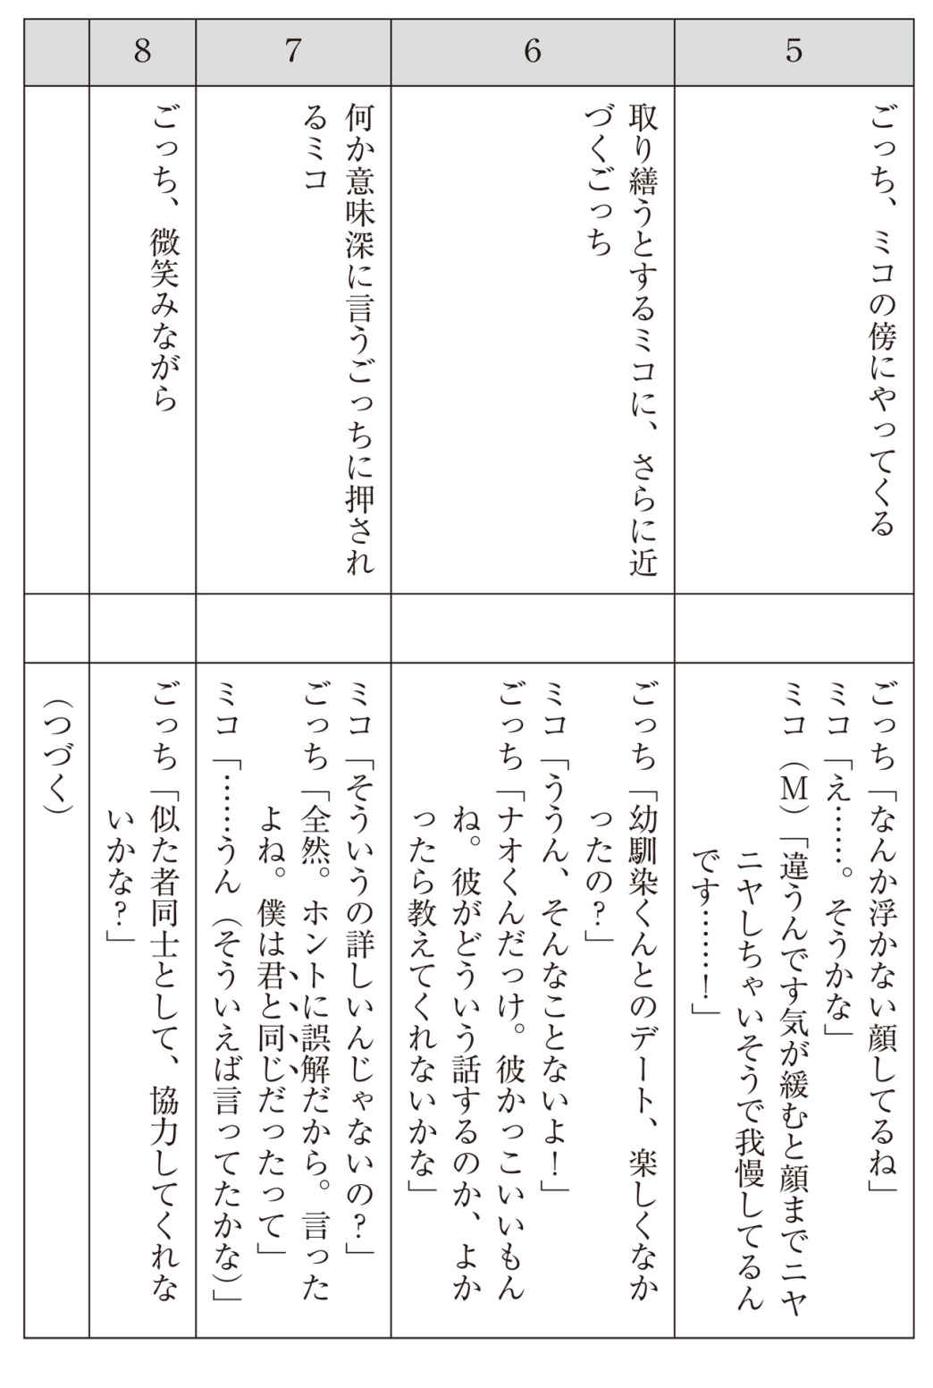 5
ごっち、ミコの傍にやってくる
ごっち「なんか浮かない顔してるね」
ミコ「え……。そうかな」
ミコ（M）「違うんです気が緩むと顔までニヤ
ニヤしちゃいそうで我慢してるん
です……！」
6
取り繕うとするミコに、さらに近
づくごっち
ごっち「幼馴染くんとのデート、楽しくなか
ったの？」
ミコ「ううん、そんなことないよ！」
ごっち「ナオくんだっけ。彼かっこいいもん
ね。彼がどういう話するのか、よか
ったら教えてくれないかな」
7
何か意味深に言うごっちに押され
るミコ
ミコ「そういうの詳しいんじゃないの？」
ごっち「全然。ホントに誤解だから。言った
よね。僕は君と同じだったって」
ミコ「……うん（そういえば言ってたかな）」
8
ごっち、微笑みながら
ごっち「似た者同士として、協力してくれな
いかな？」
（つづく）